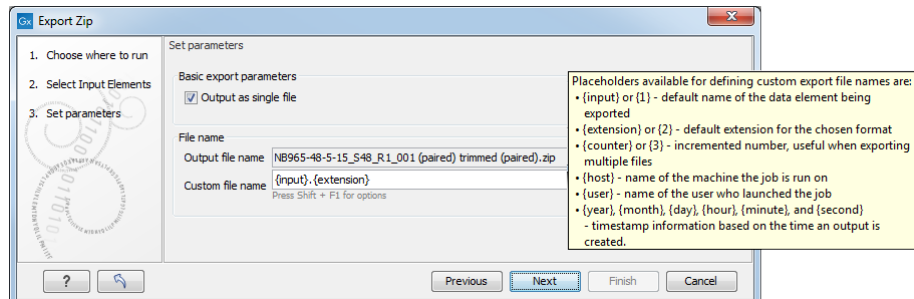 Gx Export Zip
1. Choose where to run
2. Select Input Elements
3. Set parameters
Set parameters
Basic export parameters
Output as single file
File name
Output file name NB965-48-5-15_S48_R1_001 (paired) trimmed (paired).zip
Custom file name {input}.{extension}
Press Shift + F1 for options
Placeholders available for defining custom export file names are:
• {input} or {1} - default name of the data element being
exported
• {extension} or {2} - default extension for the chosen format
• {counter} or {3} - incremented number, useful when exporting
multiple files
• {host} - name of the machine the job is run on
• {user} - name of the user who launched the job
• {year}, {month}, {day}, {hour}, {minute}, and {second}
- timestamp information based on the time an output is
created.
? Previous Next Finish Cancel